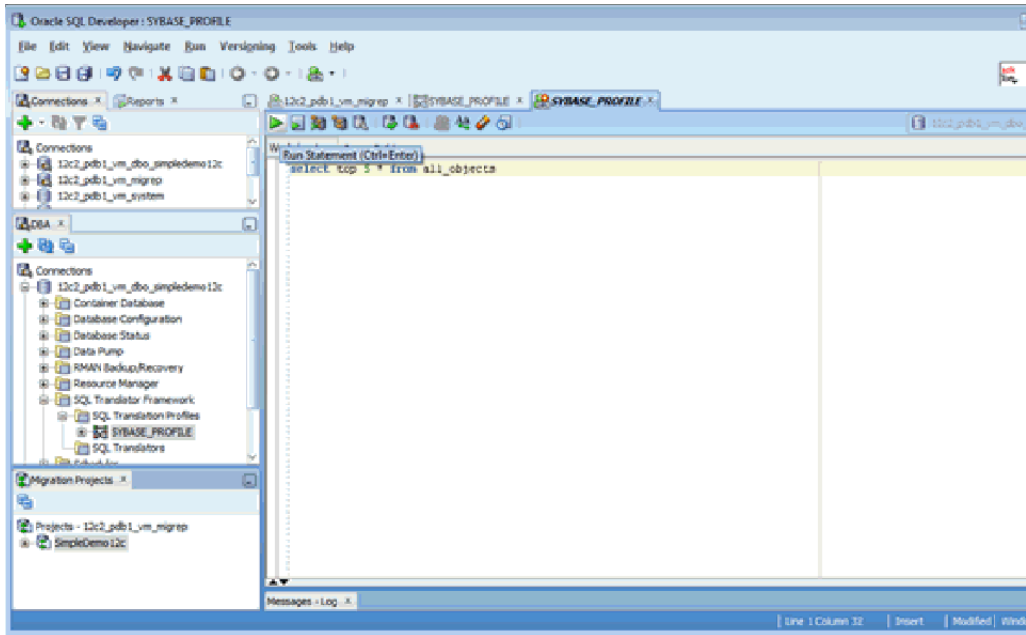 Oracle SQL Developer : SYBASE_PROFILE
File Edit View Navigate Run Versioning Tools Help
Connections Reports
12c2_pdb1_vm_migrep SYBASE_PROFILE SYBASE_PROFILE
12c2_pdb1_vm_dbo
Connections
12c2_pdb1_vm_dbo_simpledemo12c
12c2_pdb1_vm_migrep
12c2_pdb1_vm_system
Run Statement (Ctrl+Enter)
select top 5 * from all_objects
DBA
Connections
12c2_pdb1_vm_dbo_simpledemo12c
Container Database
Database Configuration
Database Status
Data Pump
RMAN Backup/Recovery
Resource Manager
SQL Translator Framework
SQL Translation Profiles
SYBASE_PROFILE
SQL Translators
Scheduler
Migration Projects
Projects - 12c2_pdb1_vm_migrep
SimpleDemo12c
Messages - Log
Line 1 Column 32 Insert Modified Windo